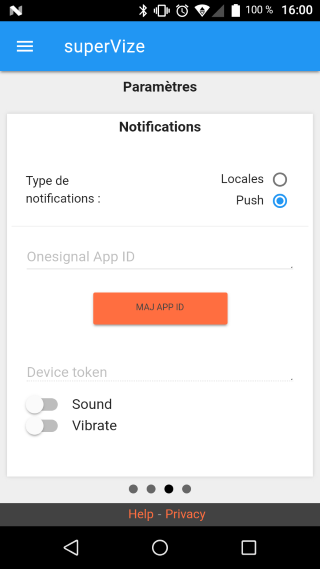 100 % 16:00
superVize
Paramètres
Notifications
Type de
notifications :
Locales
Push
Onesignal App ID
MAJ APP ID
Device token
Sound
Vibrate
Help - Privacy